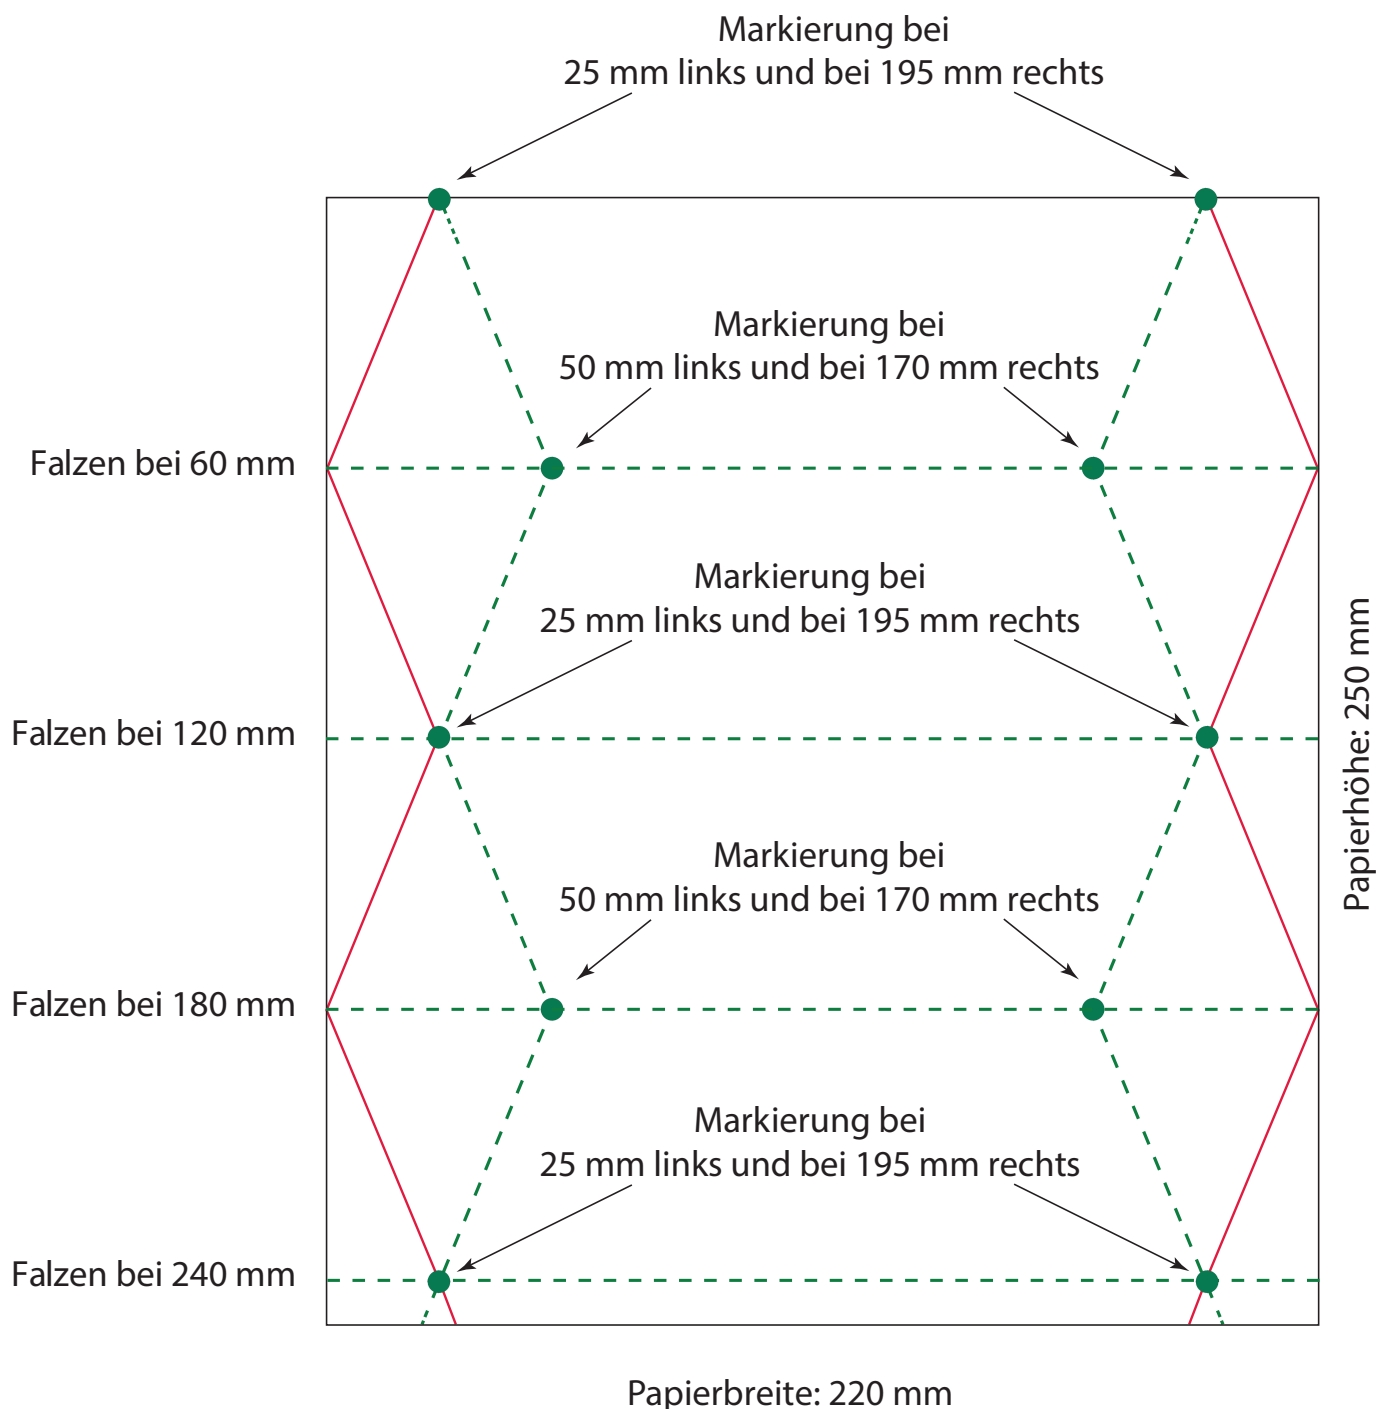 Markierung bei
25 mm links und bei 195 mm rechts
Markierung bei
50 mm links und bei 170 mm rechts
Falzen bei 60 mm
Markierung bei
25 mm links und bei 195 mm rechts
Falzen bei 120 mm
Papierhöhe: 250 mm
Markierung bei
50 mm links und bei 170 mm rechts
Falzen bei 180 mm
Markierung bei
25 mm links und bei 195 mm rechts
Falzen bei 240 mm
Papierbreite: 220 mm